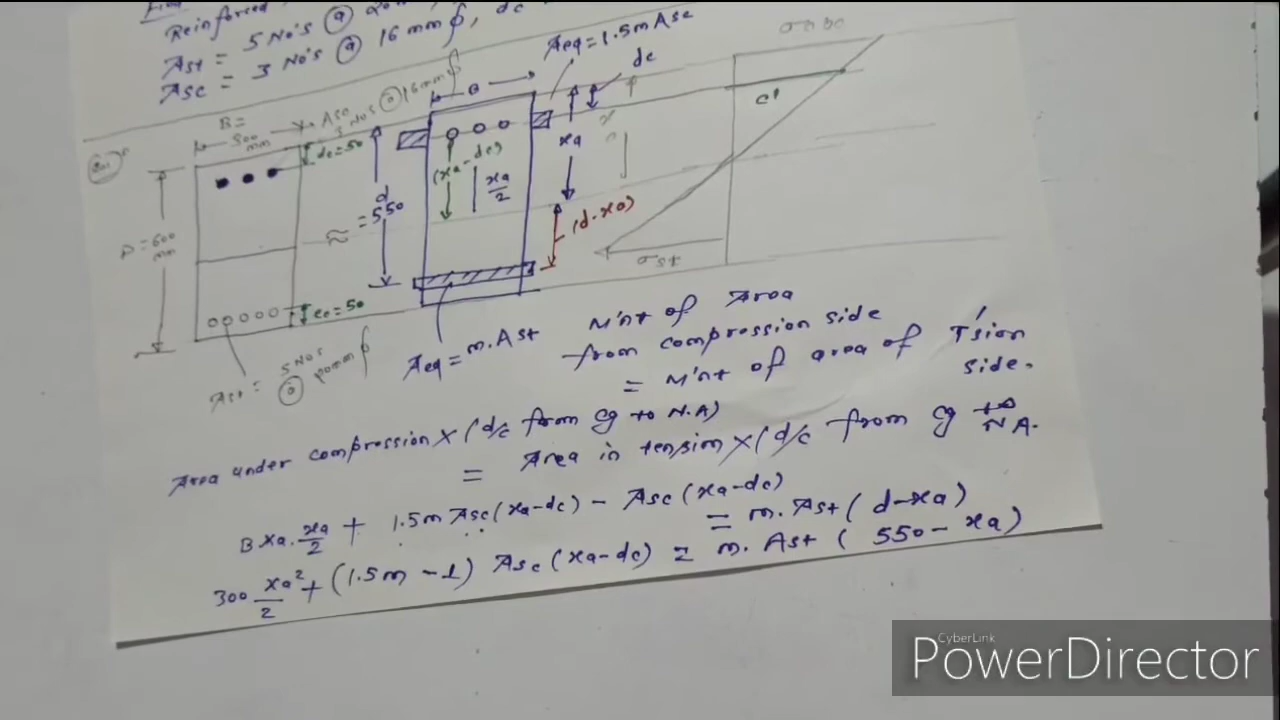 Reinforced
Ast = 5 No's @ 20mm,
Asc = 3 No's @ 16 mm φ, dc
Aeq = 1.5m Asc
B
dc
σcbc
c'
B =
300
mm
Asc
3 No's @ 16mm φ
dc = 50
D = 600
mm
≈
d
= 550
(xa - dc)
xa
2
xa
(d - xa)
σst
ec = 50
Ast = 5 Nos
@ 20mm φ
Aeq = m.Ast
M'nt of Area
from compression side
= M'nt of area of T'sion
side.
Area under compression X (d/c from cg to N.A)
= Area in tension X (d/c from cg to
N A.
B xa. xa/2 + 1.5m Asc (xa - dc) - Asc (xa - dc)
= m. Ast ( d - xa)
300 xa²/2 + (1.5m - 1) Asc (xa - dc) = m. Ast ( 550 - xa)
CyberLink
PowerDirector